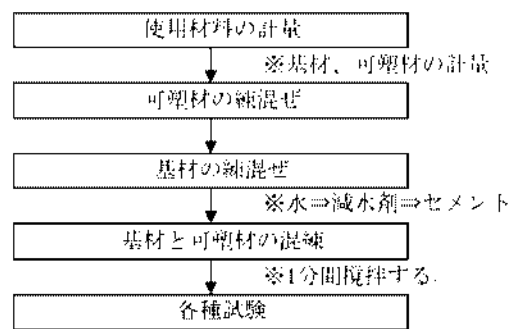 使用材料の計量
※基材、可塑材の計量
可塑材の練混ぜ
基材の練混ぜ
※水⇒減水剤⇒セメント
基材と可塑材の混練
※1分間攪拌する.
各種試験